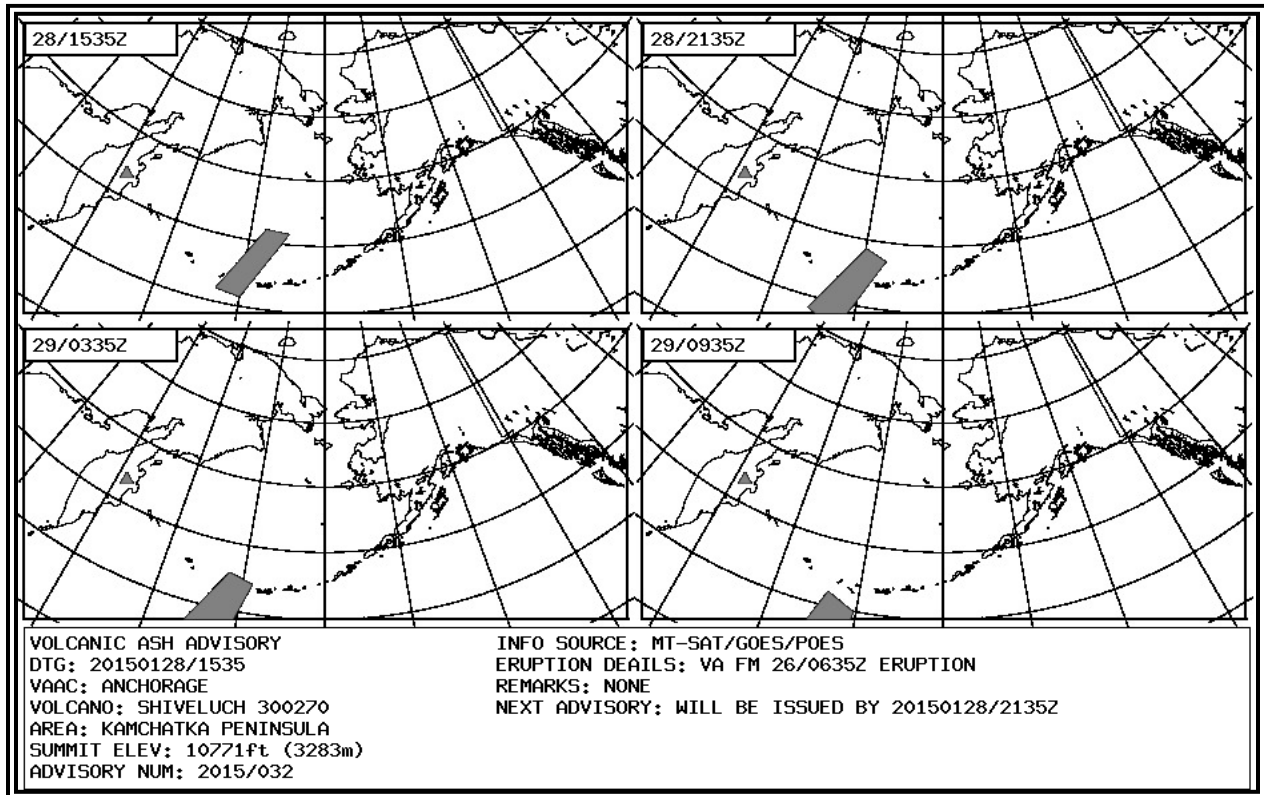 28/1535Z
28/2135Z
29/0335Z
29/0935Z
VOLCANIC ASH ADVISORY
DTG: 20150128/1535
VAAC: ANCHORAGE
VOLCANO: SHIVELUCH 300270
AREA: KAMCHATKA PENINSULA
SUMMIT ELEV: 10771ft (3283m)
ADVISORY NUM: 2015/032
INFO SOURCE: MT-SAT/GOES/POES
ERUPTION DEAILS: VA FM 26/0635Z ERUPTION
REMARKS: NONE
NEXT ADVISORY: WILL BE ISSUED BY 20150128/2135Z